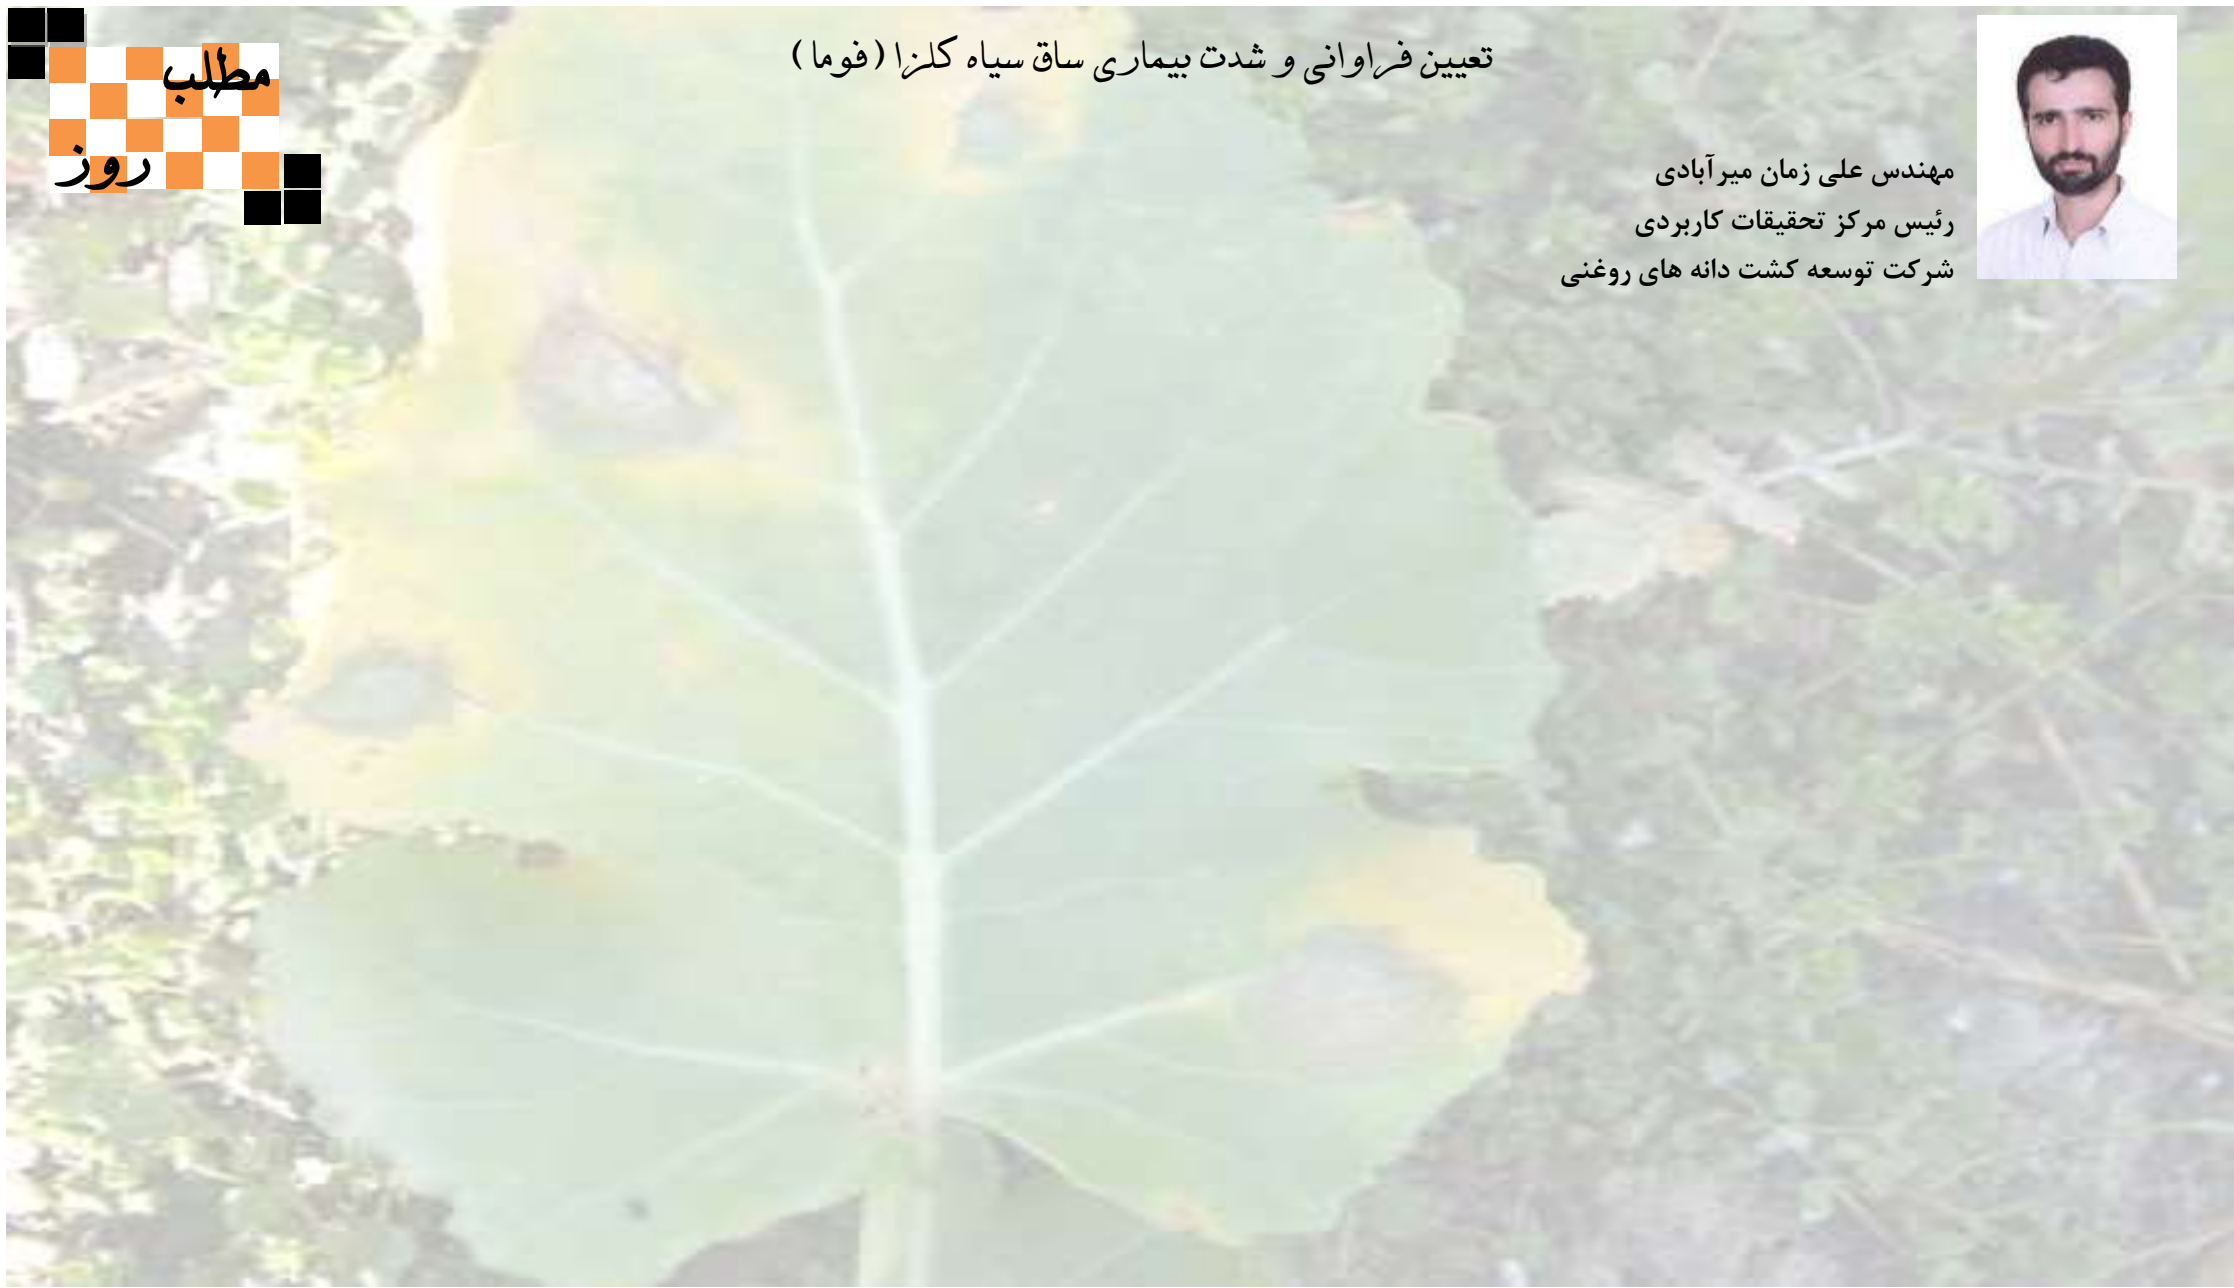 تعیین فراوانی و شدت بیماری ساق سیاه کلزا ( فوما )
مطلب
روز
مهندس علی زمان میرآبادی
رئیس مرکز تحقیقات کاربردی
شرکت توسعه کشت دانه های روغنی